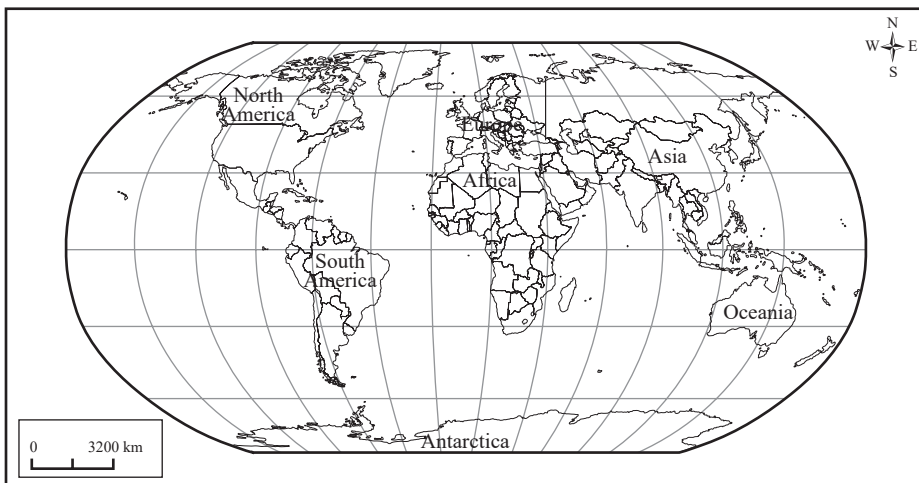 N
W E
S
North
America
Europe
Asia
Africa
South
America
Oceania
Antarctica
0 3200 km